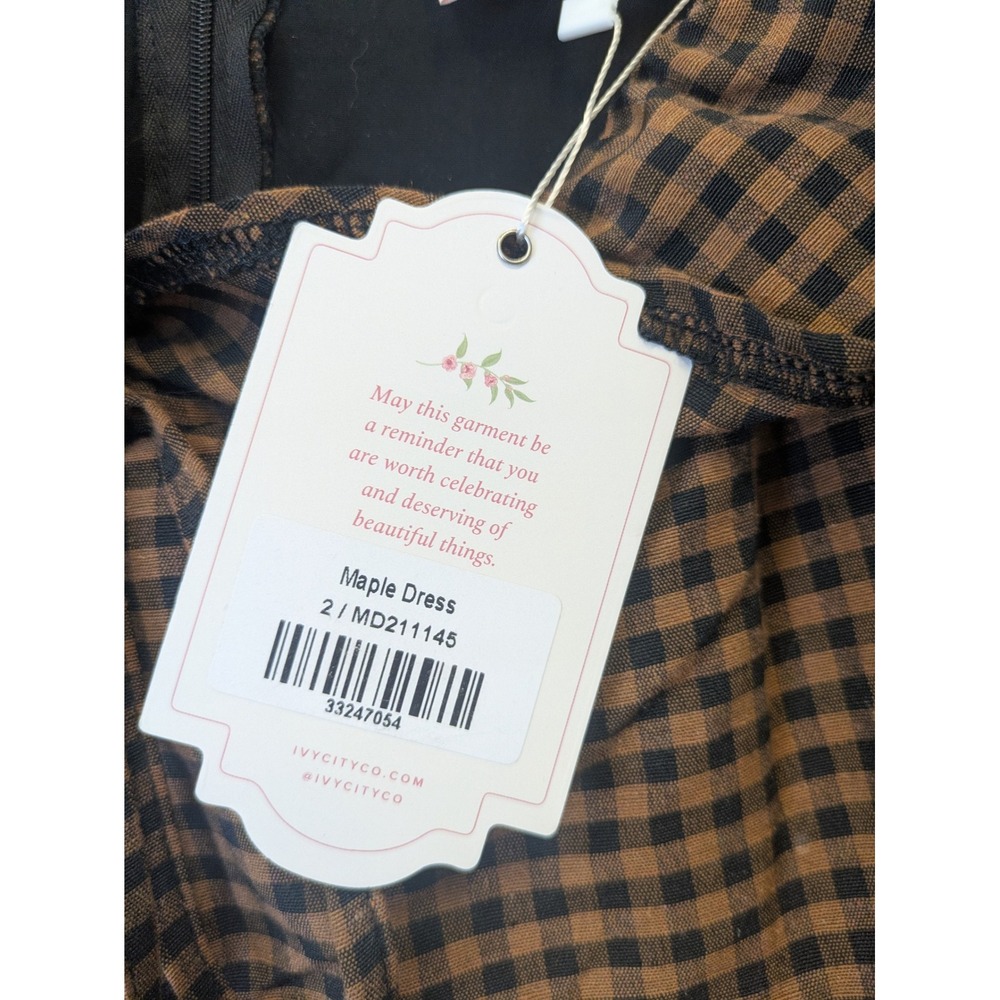 May this garment be
a reminder that you
are worth celebrating
and deserving of
beautiful things.
Maple Dress
2 / MD211145
33247054
IVYCITYCO.COM
@IVYCITYCO